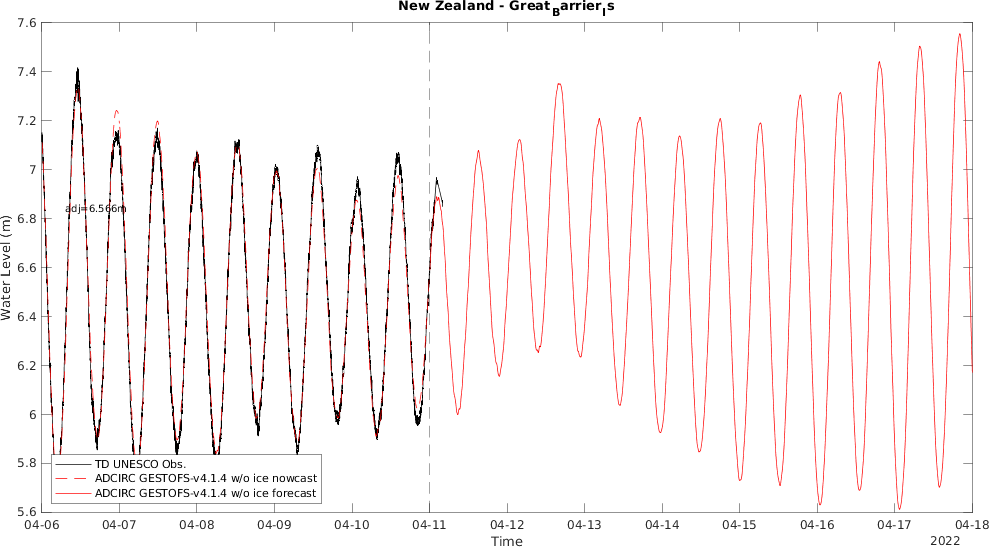 New Zealand - Great_Barrier_Is
7.6
7.4
7.2
7
6.8
6.6
6.4
6.2
6
5.8
5.6
Water Level (m)
adj=6.566m
TD UNESCO Obs.
ADCIRC GESTOFS-v4.1.4 w/o ice nowcast
ADCIRC GESTOFS-v4.1.4 w/o ice forecast
04-06 04-07 04-08 04-09 04-10 04-11 04-12 04-13 04-14 04-15 04-16 04-17 04-18
Time
2022